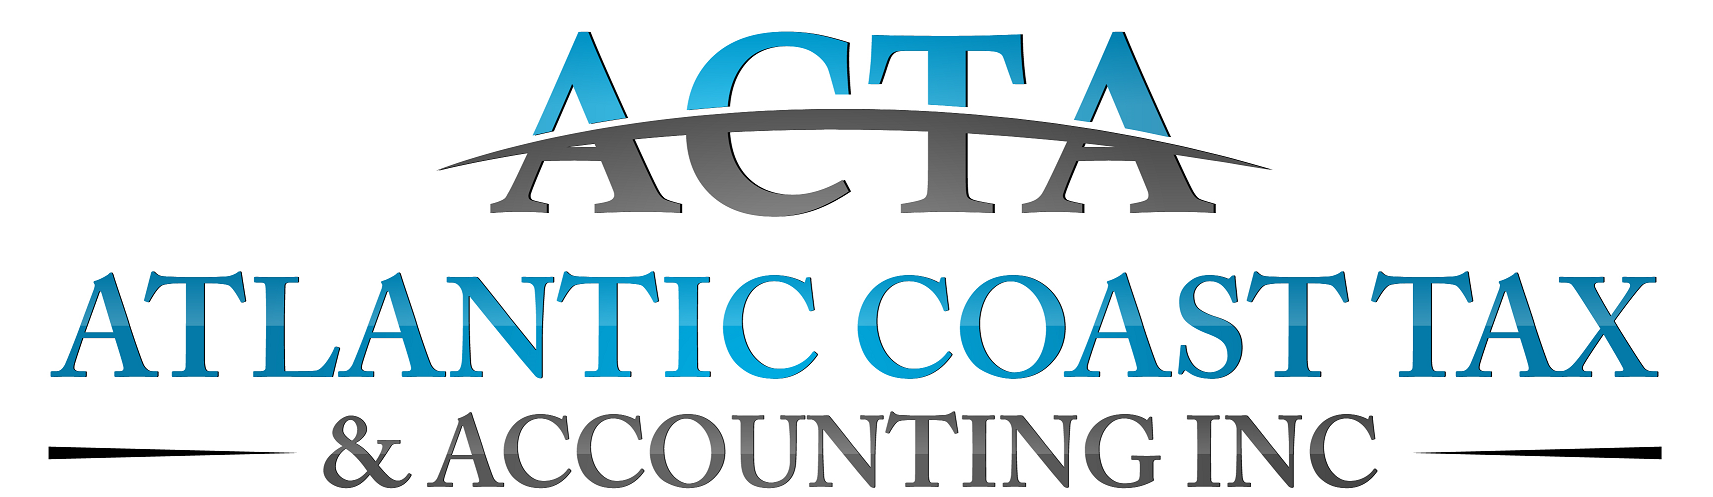 ACTA
ATLANTIC COAST TAX
& ACCOUNTING INC